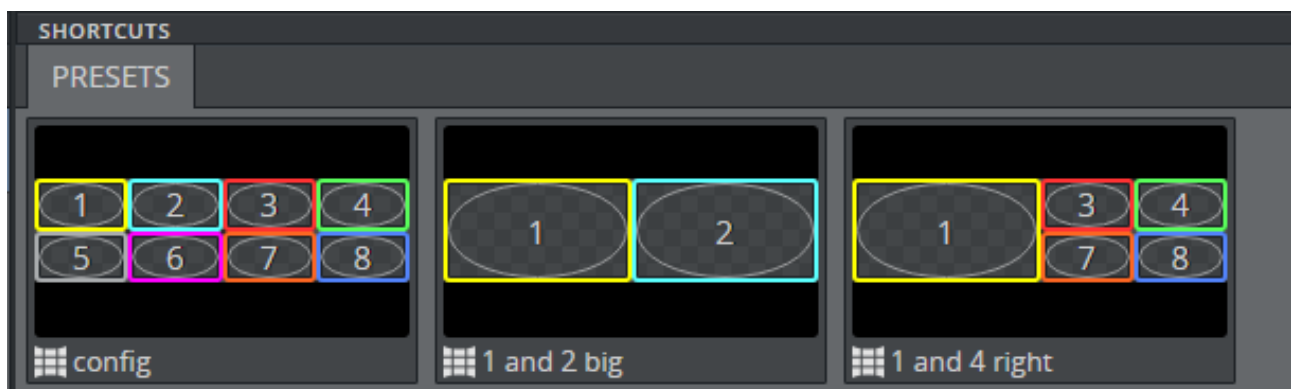 SHORTCUTS
PRESETS
1 2 3 4
5 6 7 8
config
1 2
1 and 2 big
1 3 4
7 8
1 and 4 right